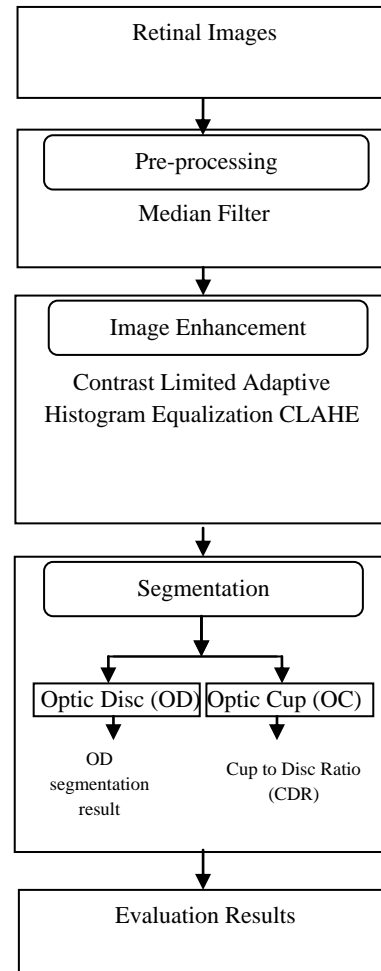 Retinal Images
Pre-processing
Median Filter
Image Enhancement
Contrast Limited Adaptive
Histogram Equalization CLAHE
Segmentation
Optic Disc (OD)
Optic Cup (OC)
OD
segmentation
result
Cup to Disc Ratio
(CDR)
Evaluation Results